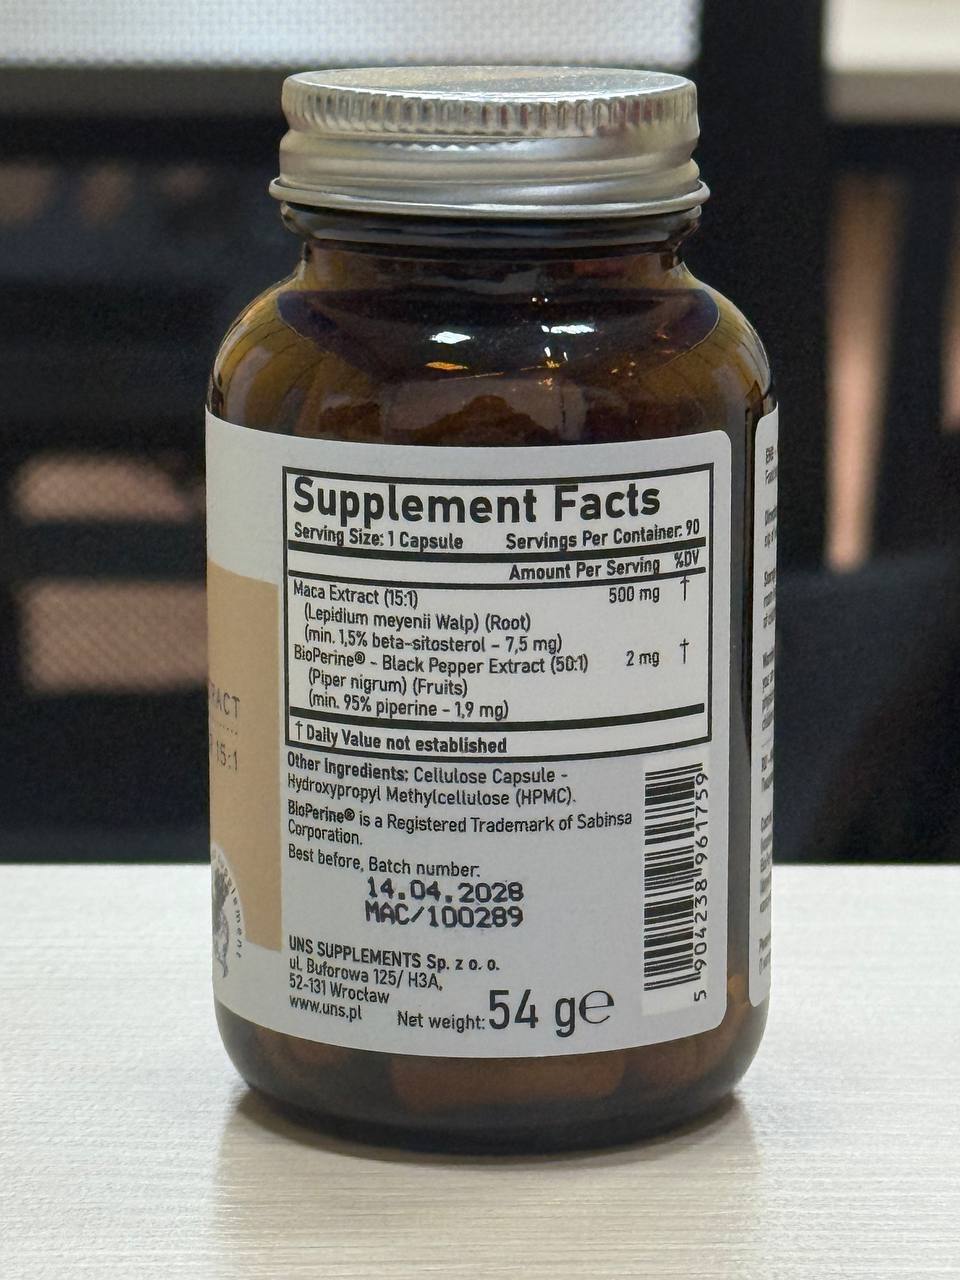 Supplement Facts
Serving Size: 1 Capsule Servings Per Container: 90
Amount Per Serving %DV
Maca Extract (15:1) 500 mg †
(Lepidium meyenii Walp) (Root)
(min. 1,5% beta-sitosterol – 7,5 mg)
BioPerine® - Black Pepper Extract (50:1) 2 mg †
(Piper nigrum) (Fruits)
(min. 95% piperine – 1,9 mg)
† Daily Value not established
Other Ingredients: Cellulose Capsule -
Hydroxypropyl Methylcellulose (HPMC).
BioPerine® is a Registered Trademark of Sabinsa
Corporation.
Best before, Batch number:
14.04.2028
MAC/100289
UNS SUPPLEMENTS Sp. z o. o.
ul. Buforowa 125/ H3A,
52-131 Wrocław
www.uns.pl
Net weight: 54 g e
5 904238 961759
15:1